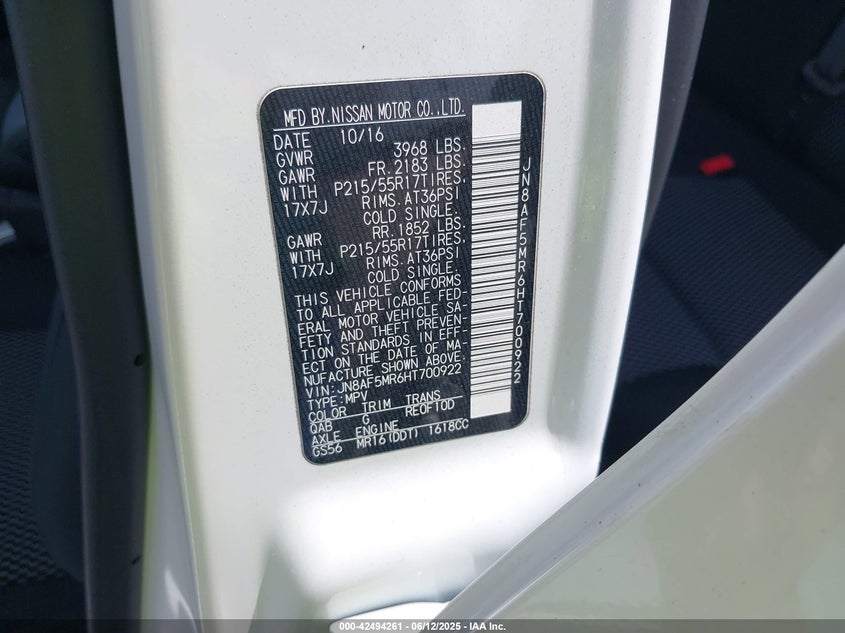 MFD BY.NISSAN MOTOR CO.,LTD.
DATE 10/16
GVWR 3968 LBS.
GAWR FR.2183 LBS.
WITH P215/55R17TIRES.
17X7J RIMS.AT36PSI
COLD SINGLE.
GAWR RR.1852 LBS.
WITH P215/55R17TIRES.
17X7J RIMS.AT36PSI
COLD SINGLE.
THIS VEHICLE CONFORMS
TO ALL APPLICABLE FED-
ERAL MOTOR VEHICLE SA-
FETY AND THEFT PREVEN-
TION STANDARDS IN EFF-
ECT ON THE DATE OF MA-
NUFACTURE SHOWN ABOVE.
VIN:JN8AF5MR6HT700922
TYPE:MPV
COLOR TRIM TRANS
QAB G RE0F10D
AXLE ENGINE
GS56 MR16(DDT) 1618CC
JN8AF5MR6HT700922
000-42494261 - 06/12/2025 - IAA Inc.